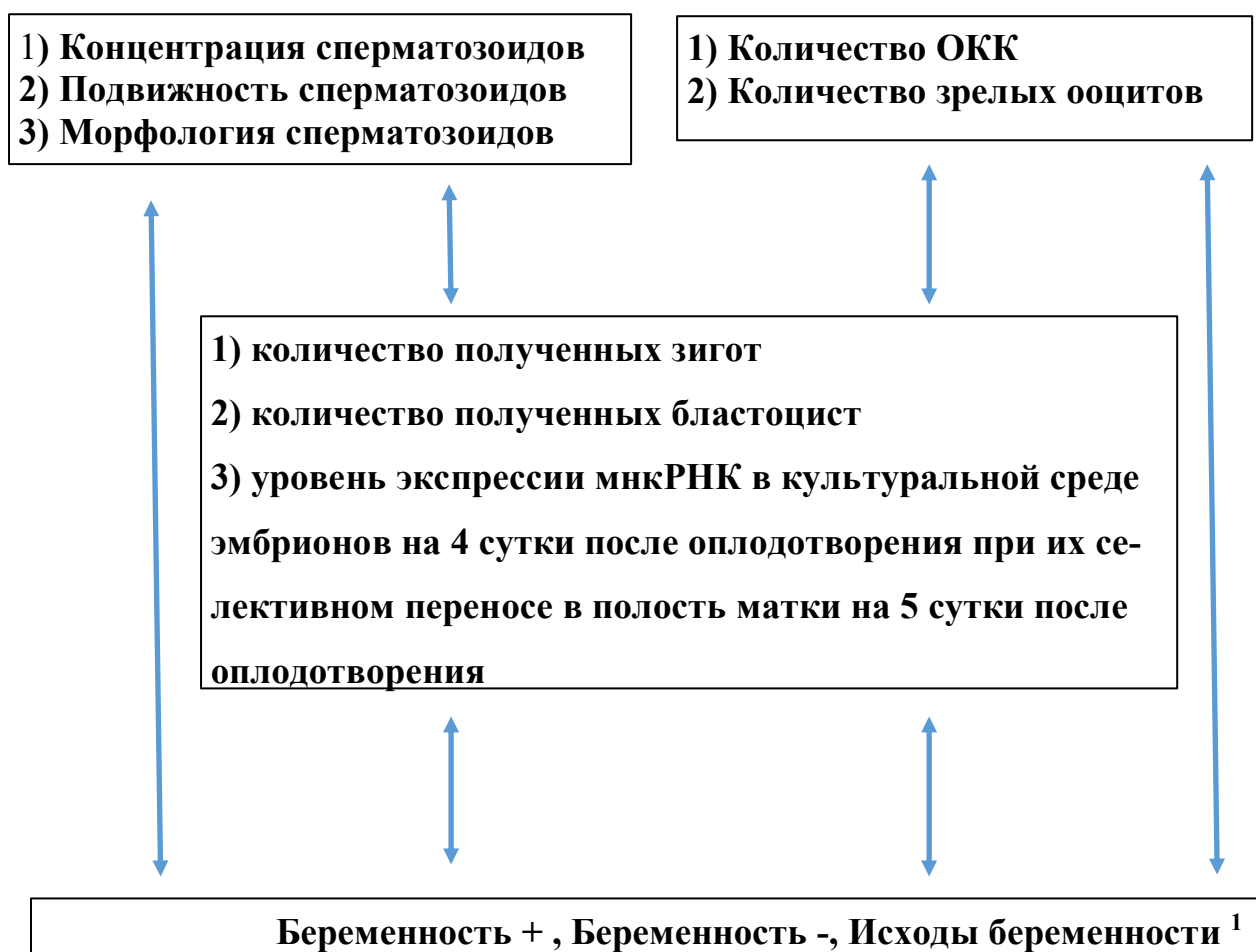 1) Концентрация сперматозоидов
2) Подвижность сперматозоидов
3) Морфология сперматозоидов
1) Количество ОКК
2) Количество зрелых ооцитов
1) количество полученных зигот
2) количество полученных бластоцист
3) уровень экспрессии мнкРНК в культуральной среде
эмбрионов на 4 сутки после оплодотворения при их се-
лективном переносе в полость матки на 5 сутки после
оплодотворения
Беременность + , Беременность -, Исходы беременности ¹